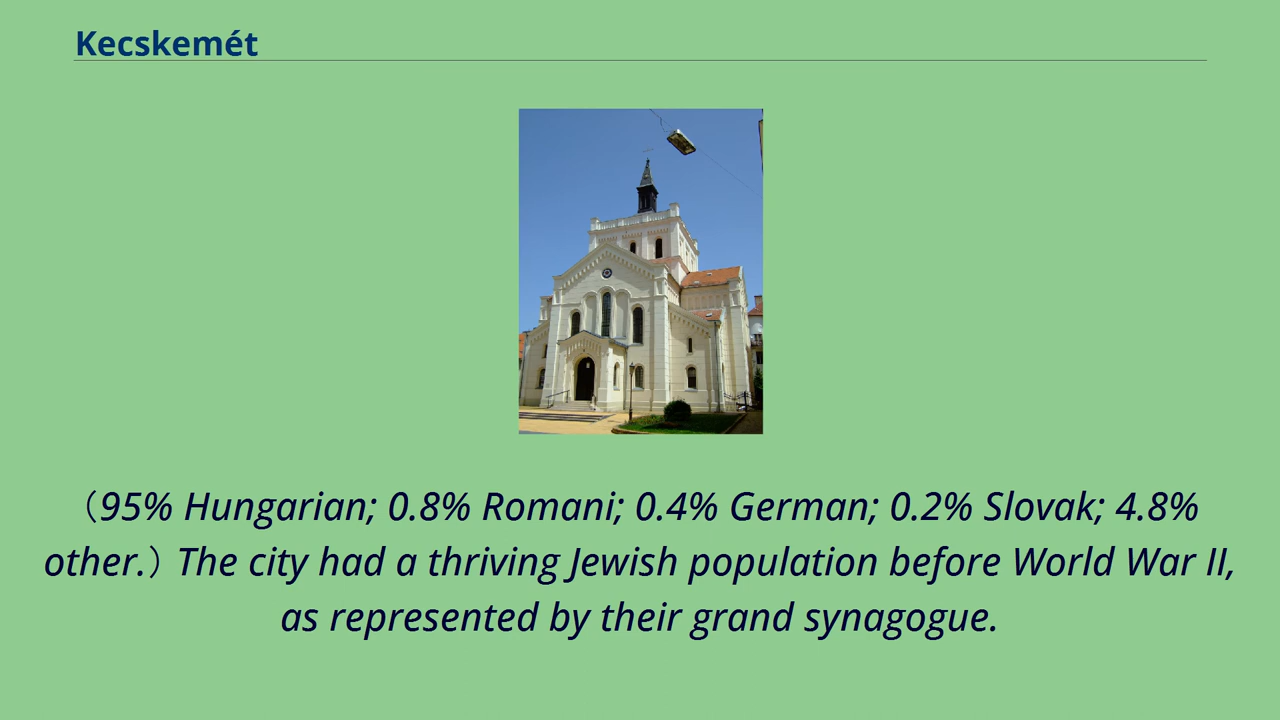 Kecskemét
（95% Hungarian; 0.8% Romani; 0.4% German; 0.2% Slovak; 4.8%
other.）The city had a thriving Jewish population before World War II,
as represented by their grand synagogue.